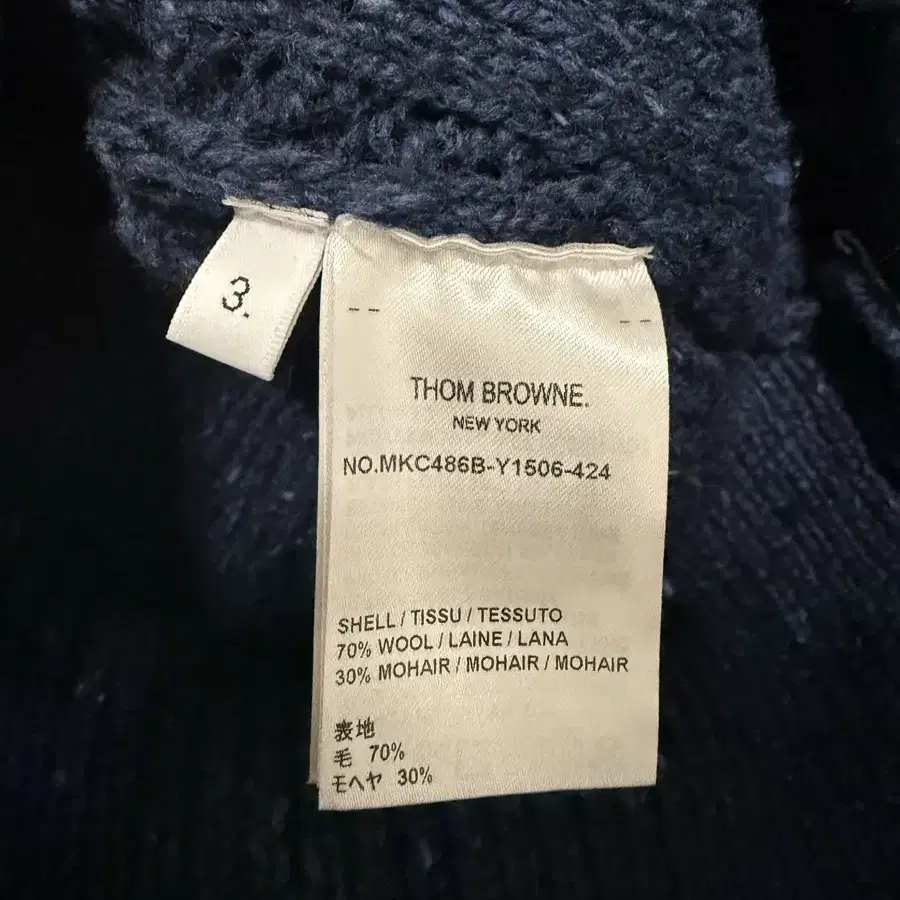 3.
-- --
THOM BROWNE.
NEW YORK
NO.MKC486B-Y1506-424
SHELL / TISSU / TESSUTO
70% WOOL / LAINE / LANA
30% MOHAIR / MOHAIR / MOHAIR
表地
毛 70%
モヘヤ 30%